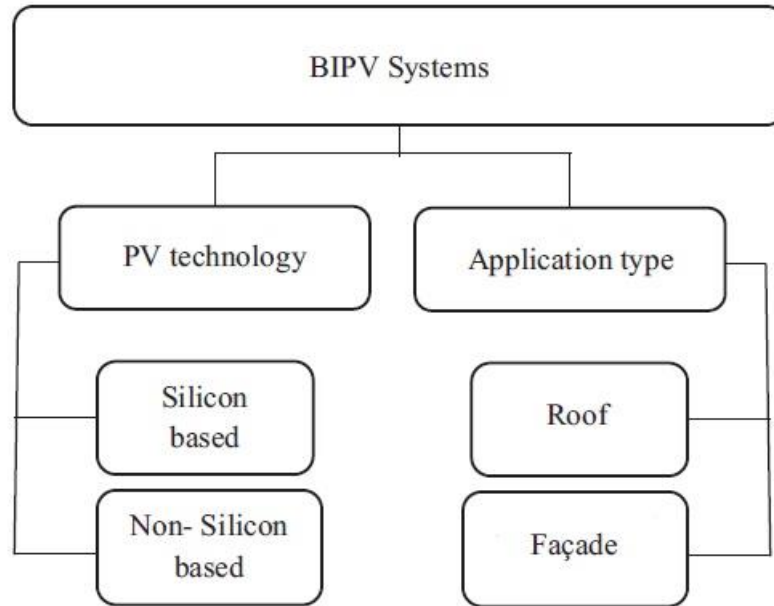 BIPV Systems
PV technology
Application type
Silicon
based
Roof
Non- Silicon
based
Façade